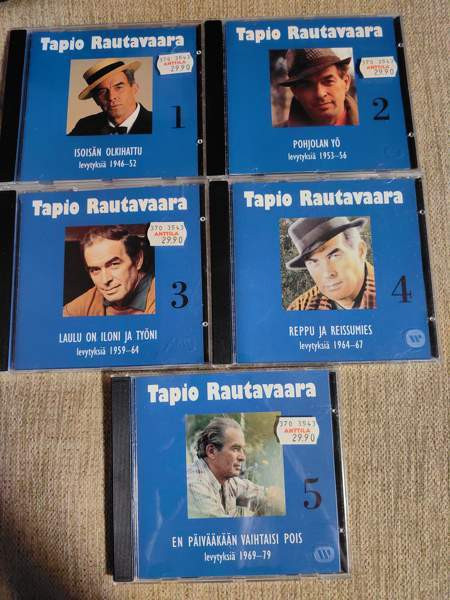 Tapio Rautavaara
370 3543
ANTTILA
29.90
1
ISOISÄN OLKIHATTU
levytyksiä 1946–52
Tapio Rautavaara
370 3543
ANTTILA
29.90
2
POHJOLAN YÖ
levytyksiä 1953–56
Tapio Rautavaara
370 3543
ANTTILA
29.90
3
LAULU ON ILONI JA TYÖNI
levytyksiä 1959–64
Tapio Rautavaara
4
REPPU JA REISSUMIES
levytyksiä 1964–67
Tapio Rautavaara
370 3543
ANTTILA
29.90
5
EN PÄIVÄÄKÄÄN VAIHTAISI POIS
levytyksiä 1969–79